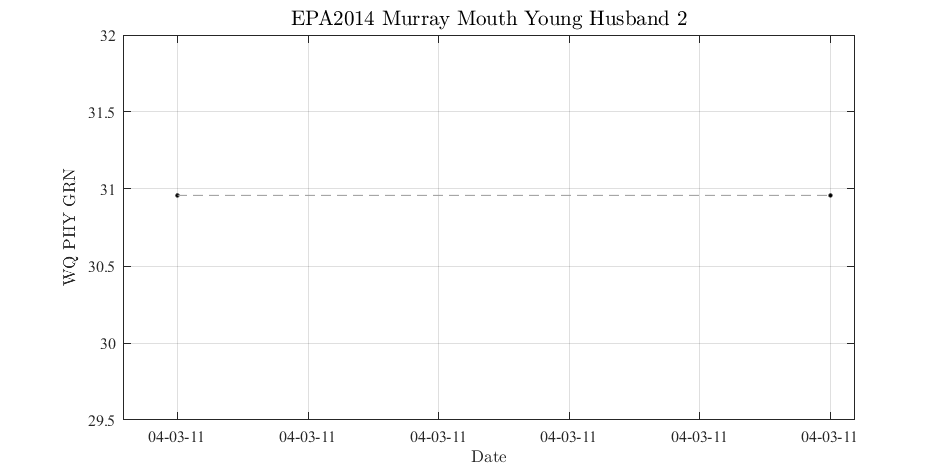 EPA2014 Murray Mouth Young Husband 2
32
31.5
31
30.5
30
29.5
WQ PHY GRN
04-03-11 04-03-11 04-03-11 04-03-11 04-03-11 04-03-11
Date